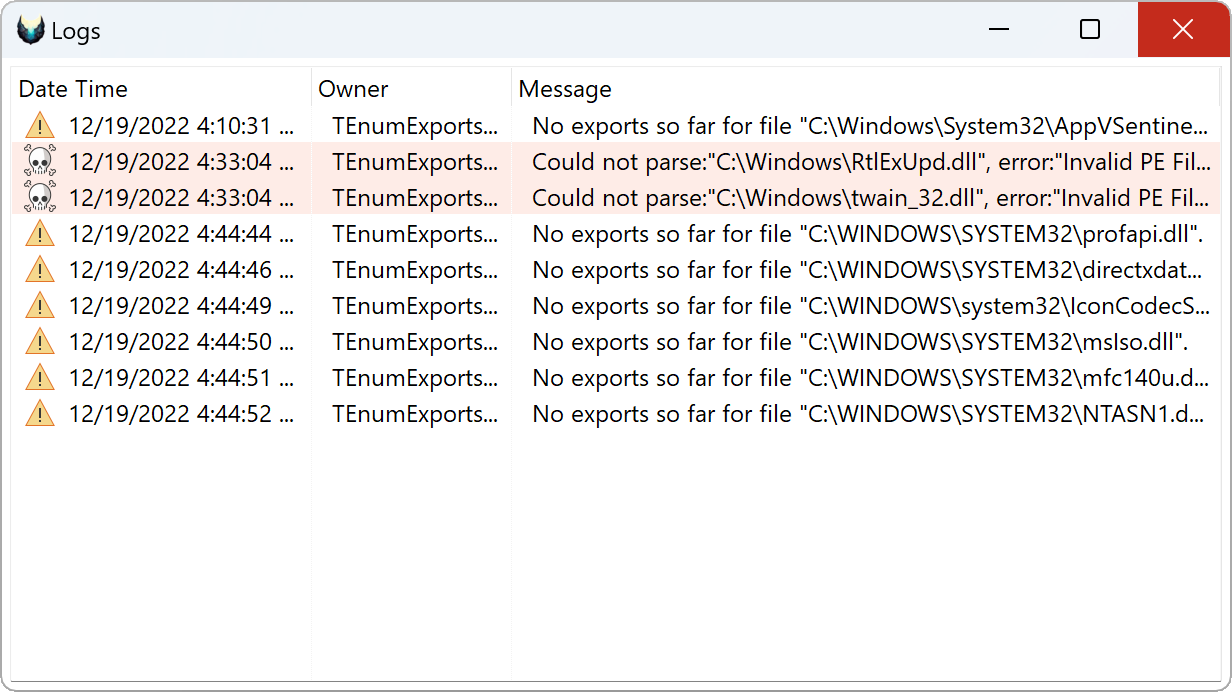 Logs
Date Time Owner Message
12/19/2022 4:10:31 ... TEnumExports... No exports so far for file "C:\Windows\System32\AppVSentine...
12/19/2022 4:33:04 ... TEnumExports... Could not parse:"C:\Windows\RtlExUpd.dll", error:"Invalid PE Fil...
12/19/2022 4:33:04 ... TEnumExports... Could not parse:"C:\Windows\twain_32.dll", error:"Invalid PE Fil...
12/19/2022 4:44:44 ... TEnumExports... No exports so far for file "C:\WINDOWS\SYSTEM32\profapi.dll".
12/19/2022 4:44:46 ... TEnumExports... No exports so far for file "C:\WINDOWS\SYSTEM32\directxdat...
12/19/2022 4:44:49 ... TEnumExports... No exports so far for file "C:\WINDOWS\system32\IconCodecS...
12/19/2022 4:44:50 ... TEnumExports... No exports so far for file "C:\WINDOWS\SYSTEM32\msIso.dll".
12/19/2022 4:44:51 ... TEnumExports... No exports so far for file "C:\WINDOWS\SYSTEM32\mfc140u.d...
12/19/2022 4:44:52 ... TEnumExports... No exports so far for file "C:\WINDOWS\SYSTEM32\NTASN1.d...